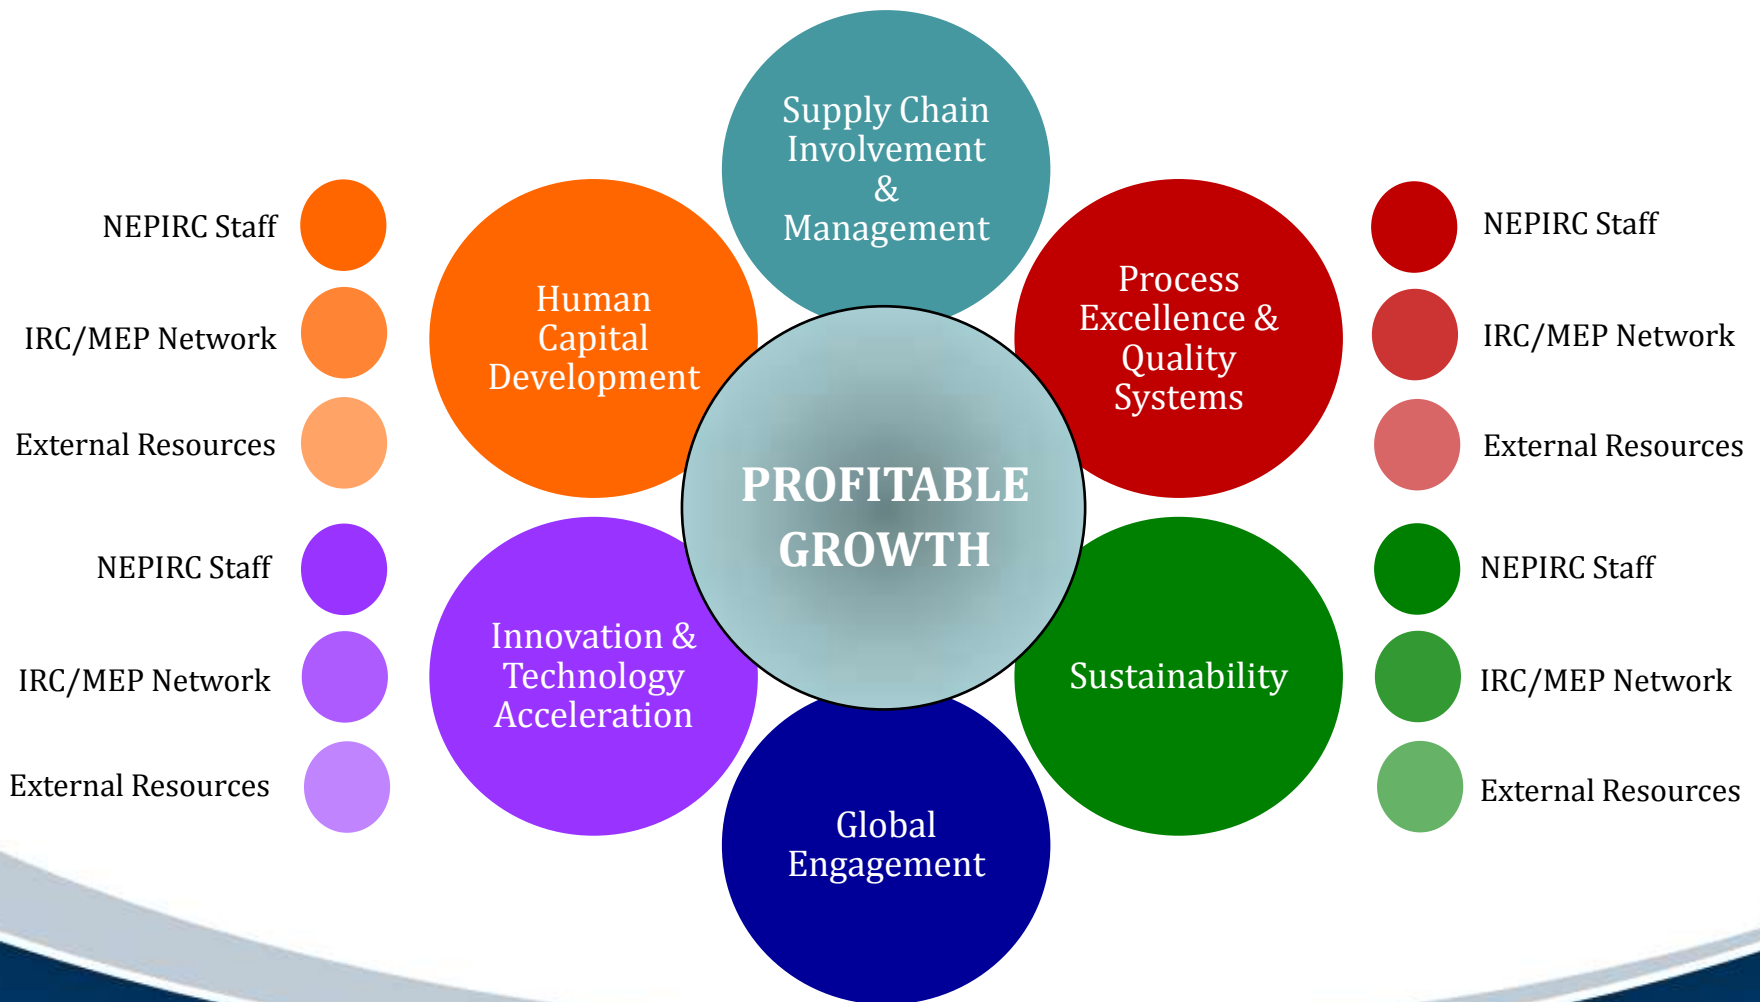 Supply Chain
Involvement
&
Management
NEPIRC Staff
IRC/MEP Network
External Resources
Human
Capital
Development
Process
Excellence &
Quality
Systems
NEPIRC Staff
IRC/MEP Network
External Resources
PROFITABLE
GROWTH
NEPIRC Staff
IRC/MEP Network
External Resources
Innovation &
Technology
Acceleration
Sustainability
NEPIRC Staff
IRC/MEP Network
External Resources
Global
Engagement